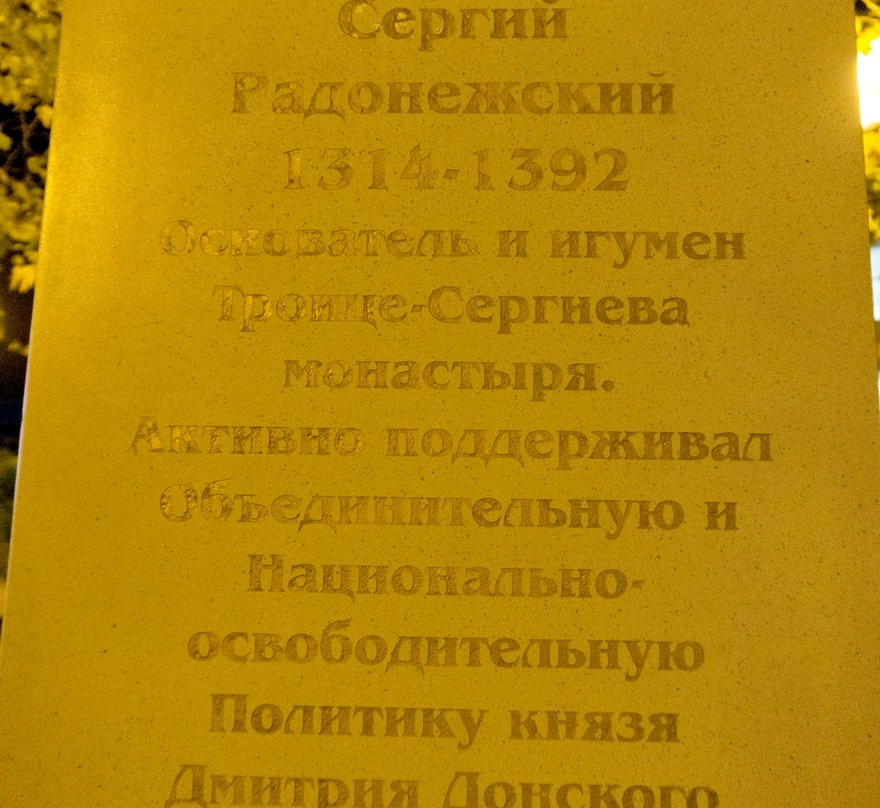 Сергий
Радонежский
1314-1392
Основатель и игумен
Троице-Сергиева
монастыря.
Активно поддерживал
Объединительную и
Национально-
освободительную
Политику князя
Дмитрия Донского